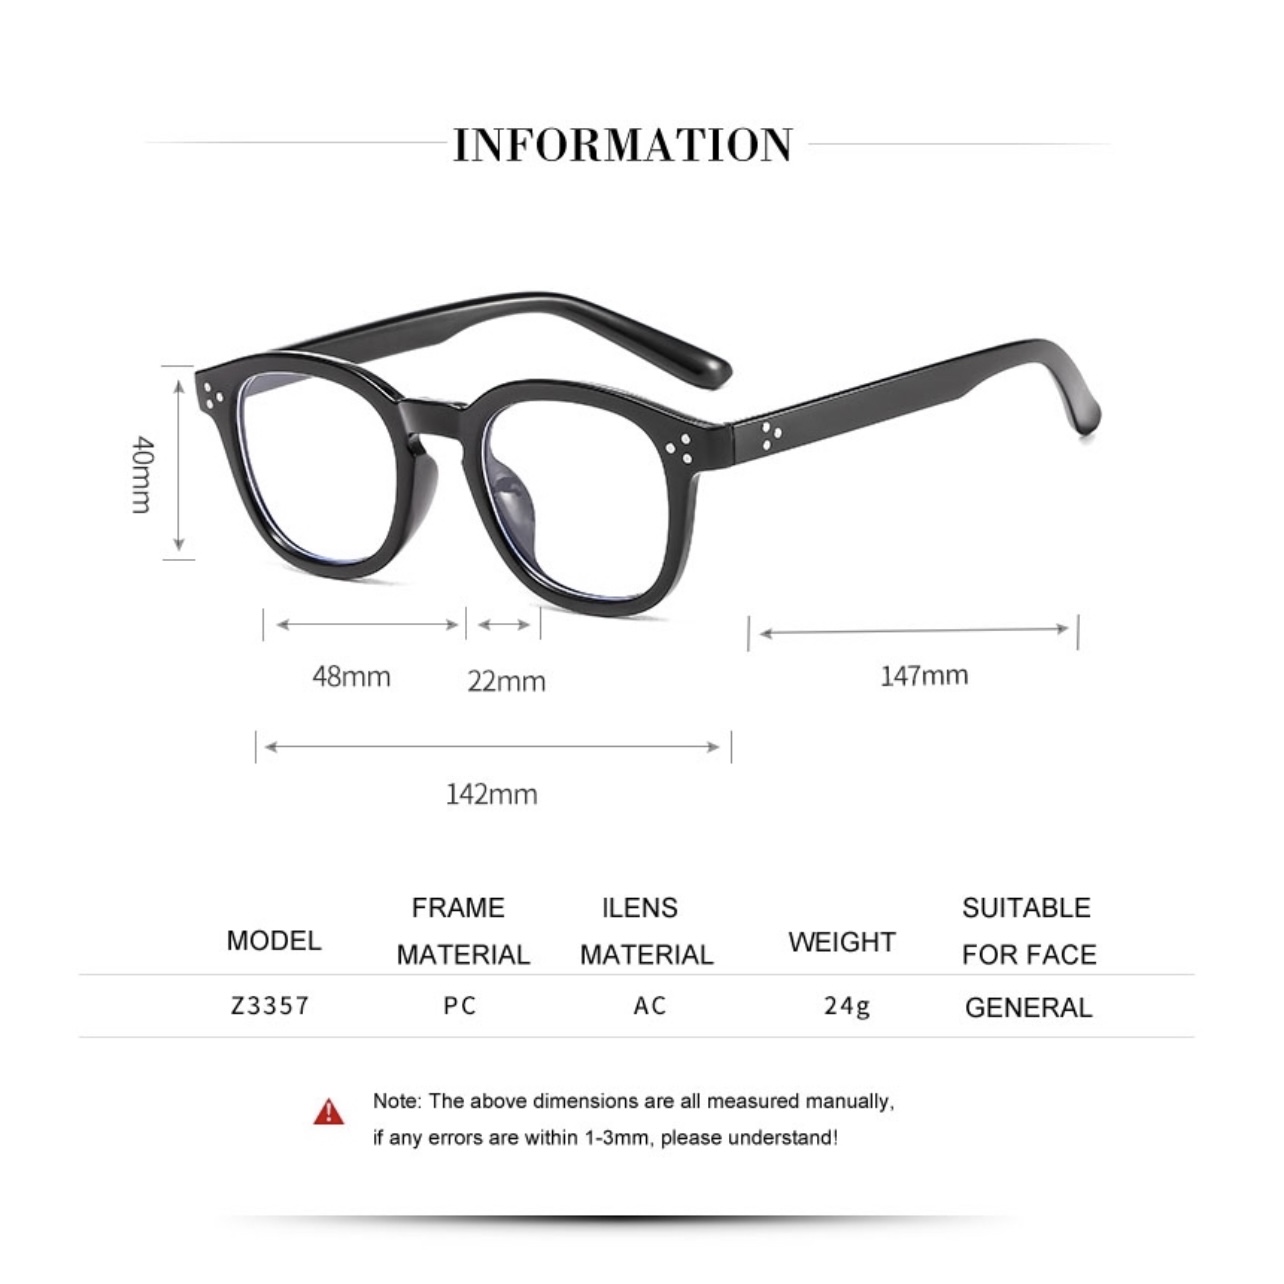 INFORMATION
40mm
48mm
22mm
147mm
142mm
MODEL
FRAME
MATERIAL
ILENS
MATERIAL
WEIGHT
SUITABLE
FOR FACE
Z3357
PC
AC
24g
GENERAL
Note: The above dimensions are all measured manually,
if any errors are within 1-3mm, please understand!